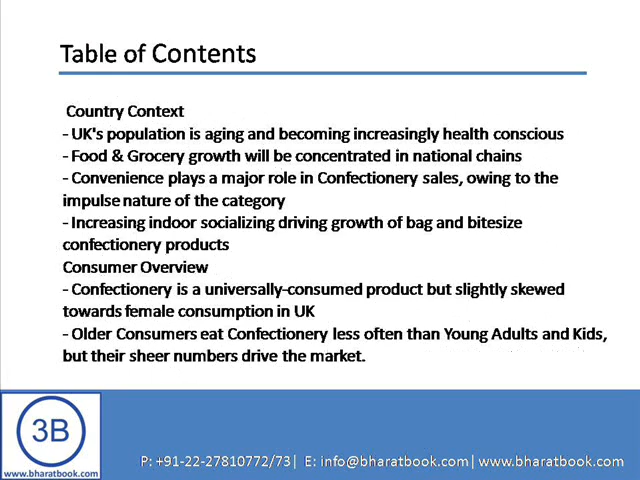 Table of Contents
Country Context
- UK's population is aging and becoming increasingly health conscious
- Food & Grocery growth will be concentrated in national chains
- Convenience plays a major role in Confectionery sales, owing to the
impulse nature of the category
- Increasing indoor socializing driving growth of bag and bitesize
confectionery products
Consumer Overview
- Confectionery is a universally-consumed product but slightly skewed
towards female consumption in UK
- Older Consumers eat Confectionery less often than Young Adults and Kids,
but their sheer numbers drive the market.
3B
www.bharatbook.com
P: +91-22-27810772/73| E: info@bharatbook.com| www.bharatbook.com